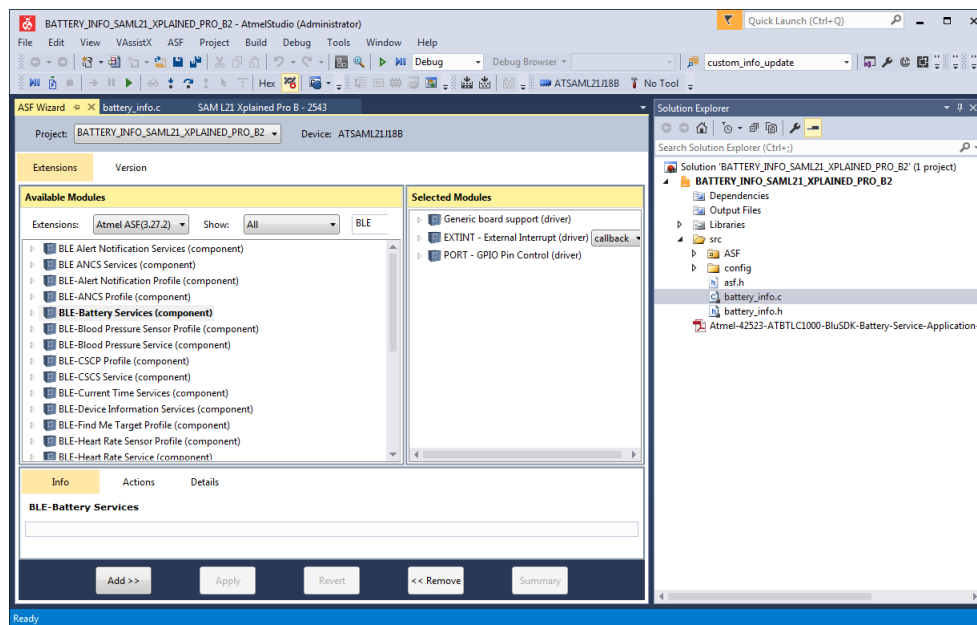 BATTERY_INFO_SAML21_XPLAINED_PRO_B2 - AtmelStudio (Administrator)
Quick Launch (Ctrl+Q)
File Edit View VAssistX ASF Project Build Debug Tools Window Help
Debug Debug Browser custom_info_update
Hex ATSAML21J18B No Tool
ASF Wizard battery_info.c SAM L21 Xplained Pro B - 2543
Project: BATTERY_INFO_SAML21_XPLAINED_PRO_B2 Device: ATSAML21J18B
Extensions Version
Available Modules
Extensions: Atmel ASF(3.27.2) Show: All BLE
BLE Alert Notification Services (component)
BLE ANCS Services (component)
BLE-Alert Notification Profile (component)
BLE-ANCS Profile (component)
BLE-Battery Services (component)
BLE-Blood Pressure Sensor Profile (component)
BLE-Blood Pressure Service (component)
BLE-CSCP Profile (component)
BLE-CSCS Service (component)
BLE-Current Time Services (component)
BLE-Device Information Services (component)
BLE-Find Me Target Profile (component)
BLE-Heart Rate Sensor Profile (component)
BLE-Heart Rate Service (component)
Selected Modules
Generic board support (driver)
EXTINT - External Interrupt (driver) callback
PORT - GPIO Pin Control (driver)
Info Actions Details
BLE-Battery Services
Add >> Apply Revert << Remove Summary
Solution Explorer
Search Solution Explorer (Ctrl+;)
Solution 'BATTERY_INFO_SAML21_XPLAINED_PRO_B2' (1 project)
BATTERY_INFO_SAML21_XPLAINED_PRO_B2
Dependencies
Output Files
Libraries
src
ASF
config
asf.h
battery_info.c
battery_info.h
Atmel-42523-ATBTLC1000-BluSDK-Battery-Service-Application-
Ready